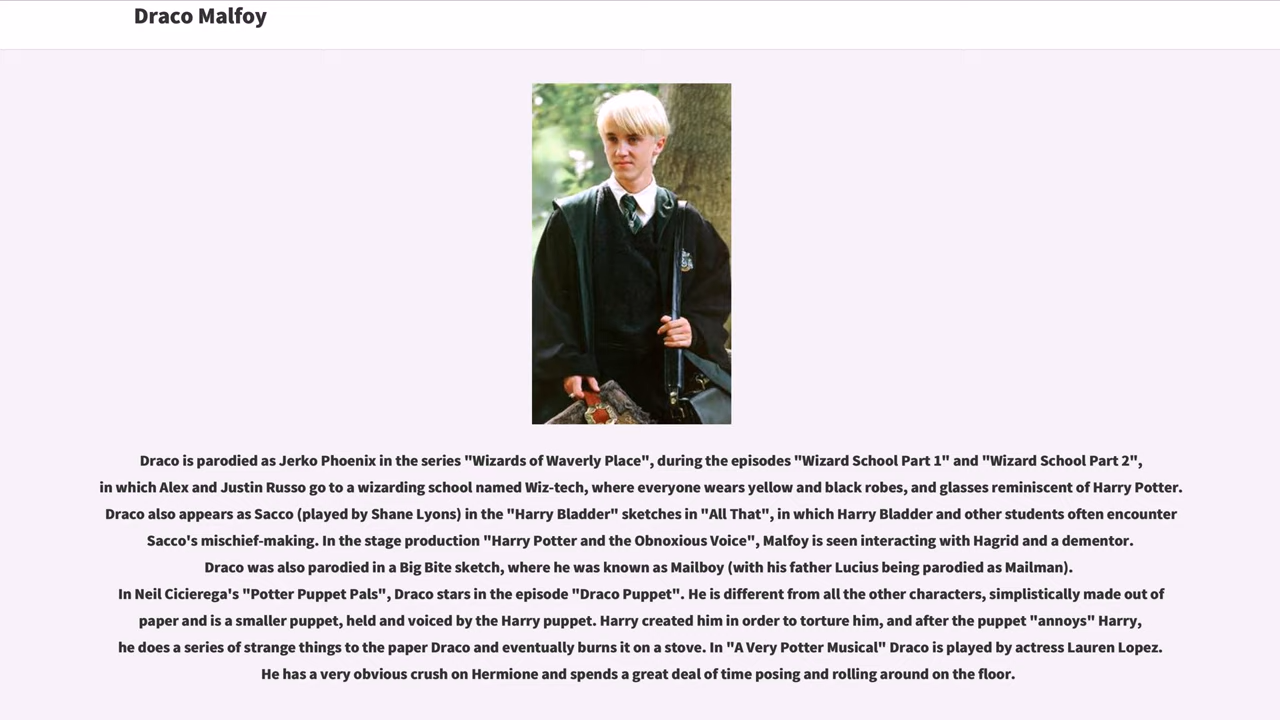 Draco Malfoy
Draco is parodied as Jerko Phoenix in the series "Wizards of Waverly Place", during the episodes "Wizard School Part 1" and "Wizard School Part 2",
in which Alex and Justin Russo go to a wizarding school named Wiz-tech, where everyone wears yellow and black robes, and glasses reminiscent of Harry Potter.
Draco also appears as Sacco (played by Shane Lyons) in the "Harry Bladder" sketches in "All That", in which Harry Bladder and other students often encounter
Sacco's mischief-making. In the stage production "Harry Potter and the Obnoxious Voice", Malfoy is seen interacting with Hagrid and a dementor.
Draco was also parodied in a Big Bite sketch, where he was known as Mailboy (with his father Lucius being parodied as Mailman).
In Neil Cicierega's "Potter Puppet Pals", Draco stars in the episode "Draco Puppet". He is different from all the other characters, simplistically made out of
paper and is a smaller puppet, held and voiced by the Harry puppet. Harry created him in order to torture him, and after the puppet "annoys" Harry,
he does a series of strange things to the paper Draco and eventually burns it on a stove. In "A Very Potter Musical" Draco is played by actress Lauren Lopez.
He has a very obvious crush on Hermione and spends a great deal of time posing and rolling around on the floor.